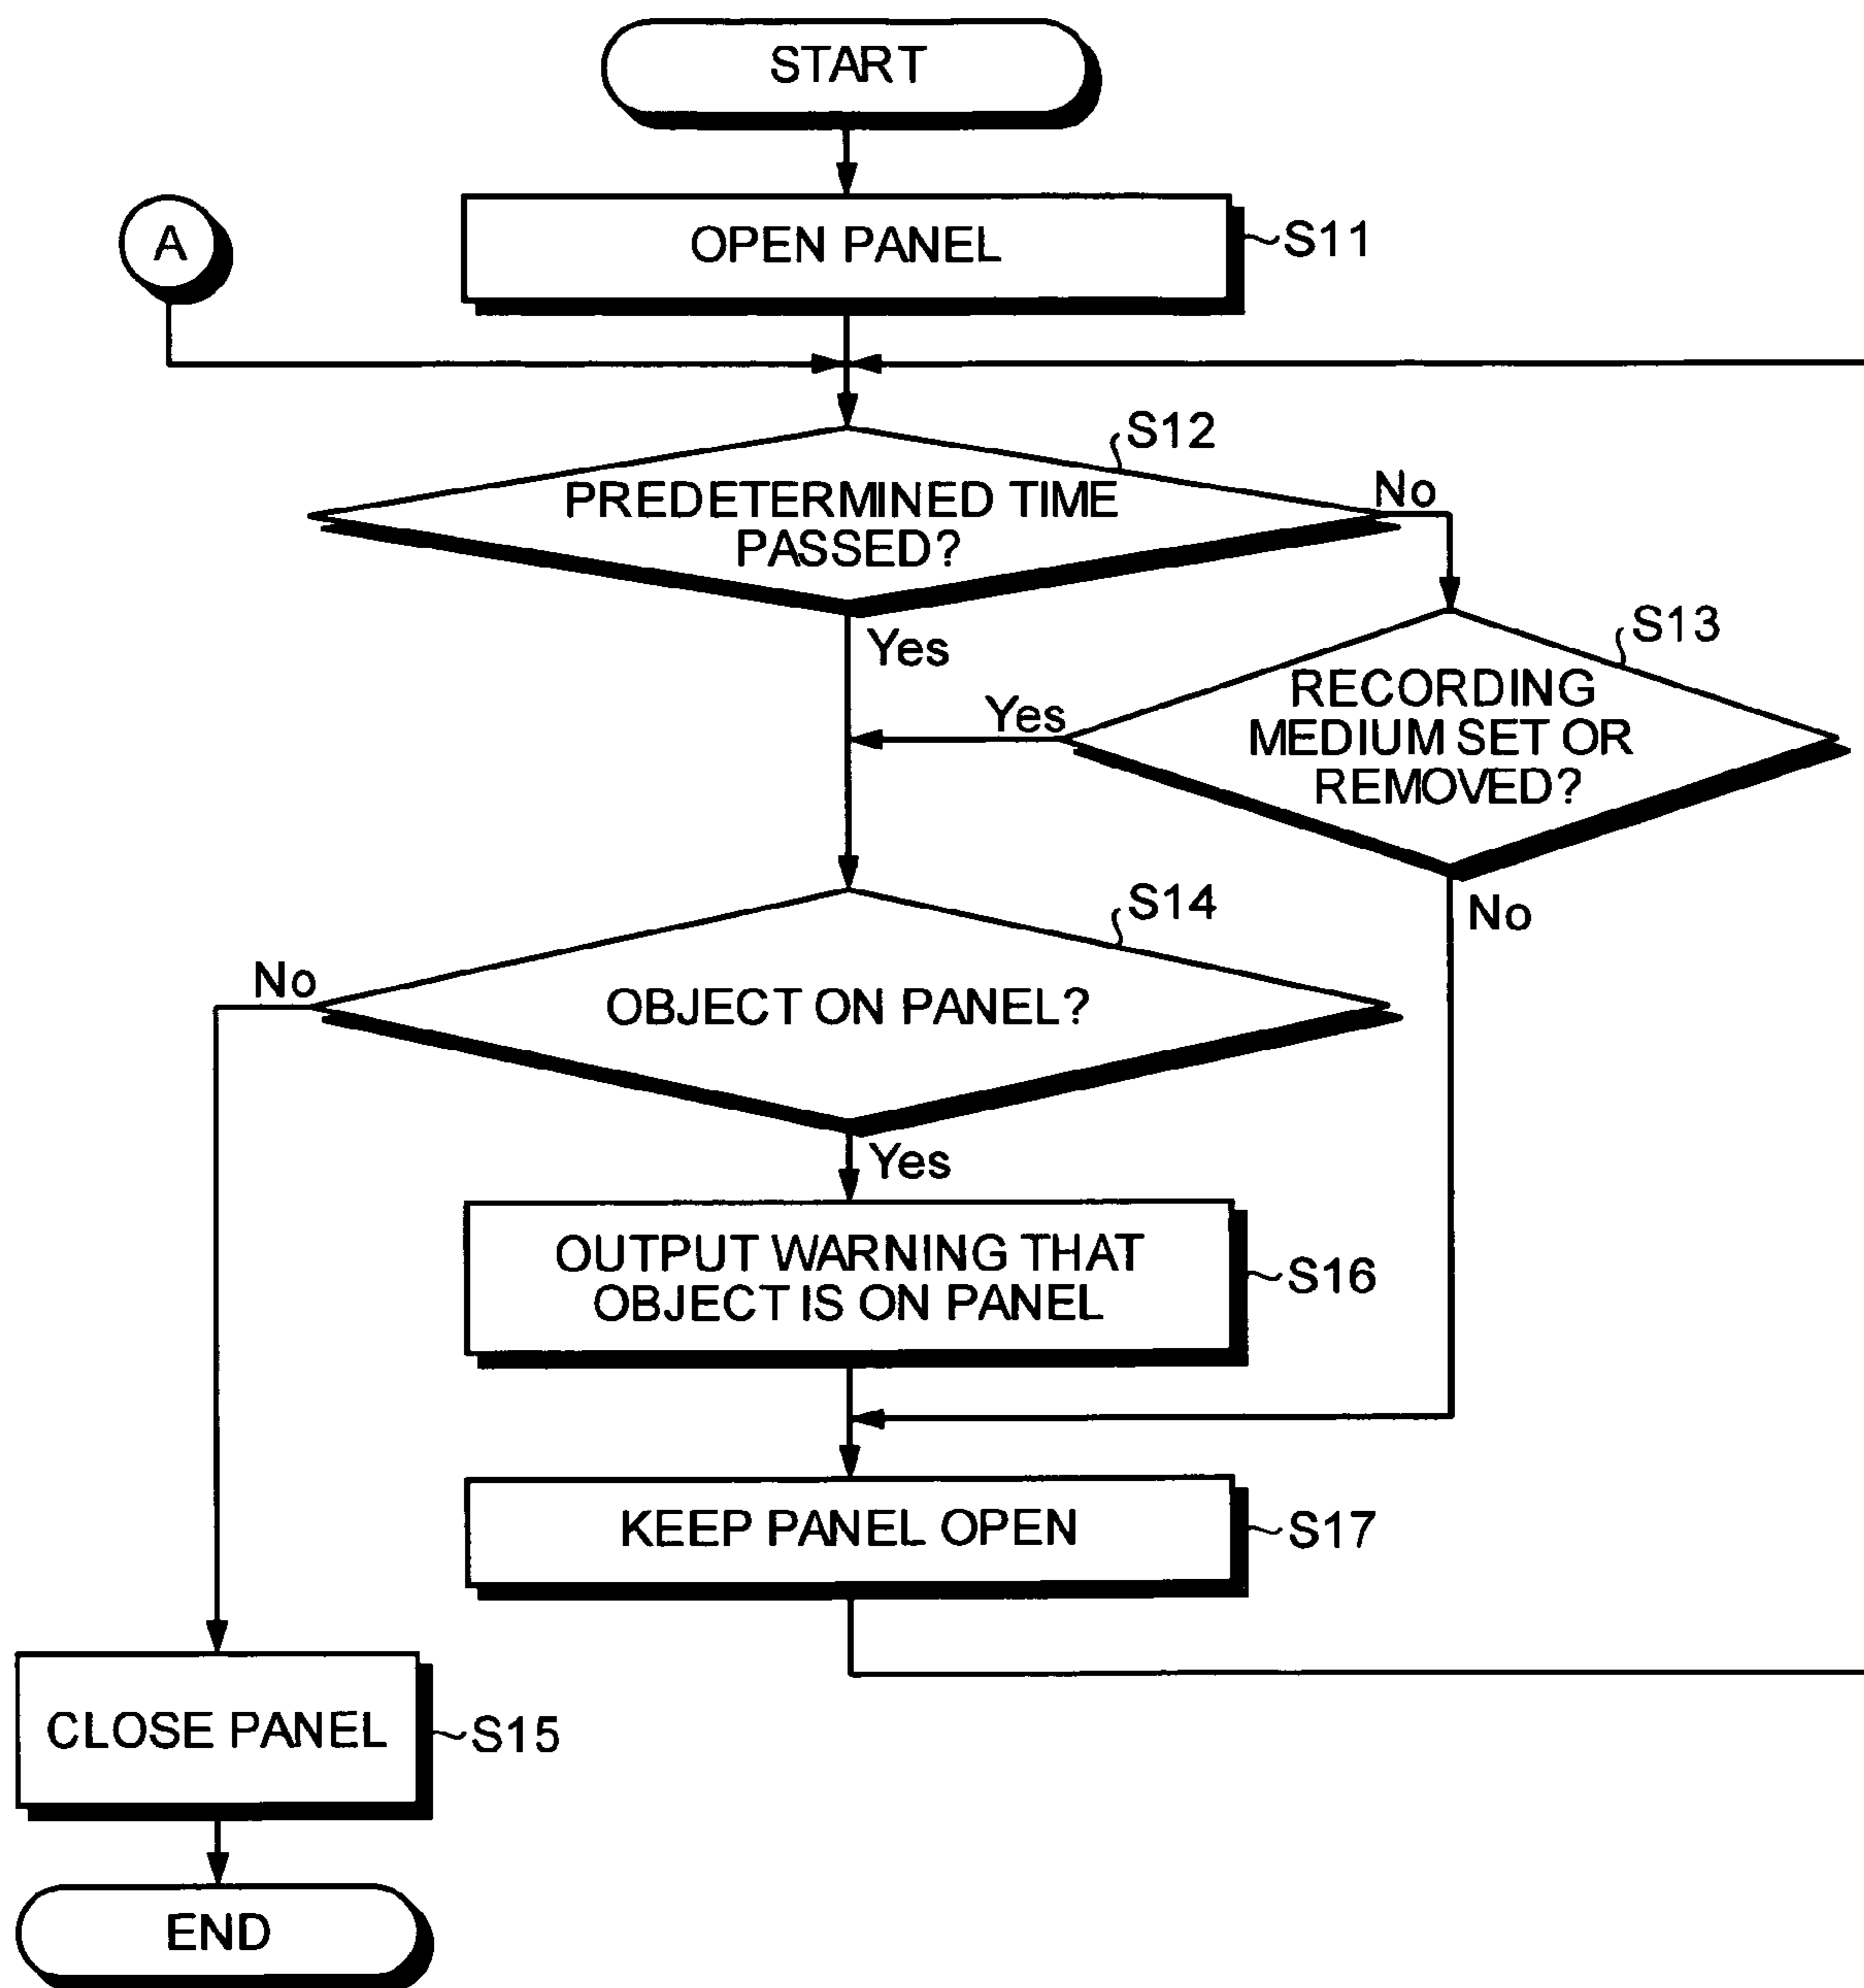 START
A
OPEN PANEL
S11
S12
PREDETERMINED TIME
PASSED?
No
Yes
S13
RECORDING
MEDIUM SET OR
REMOVED?
Yes
No
S14
OBJECT ON PANEL?
No
Yes
OUTPUT WARNING THAT
OBJECT IS ON PANEL
S16
KEEP PANEL OPEN
S17
CLOSE PANEL
S15
END